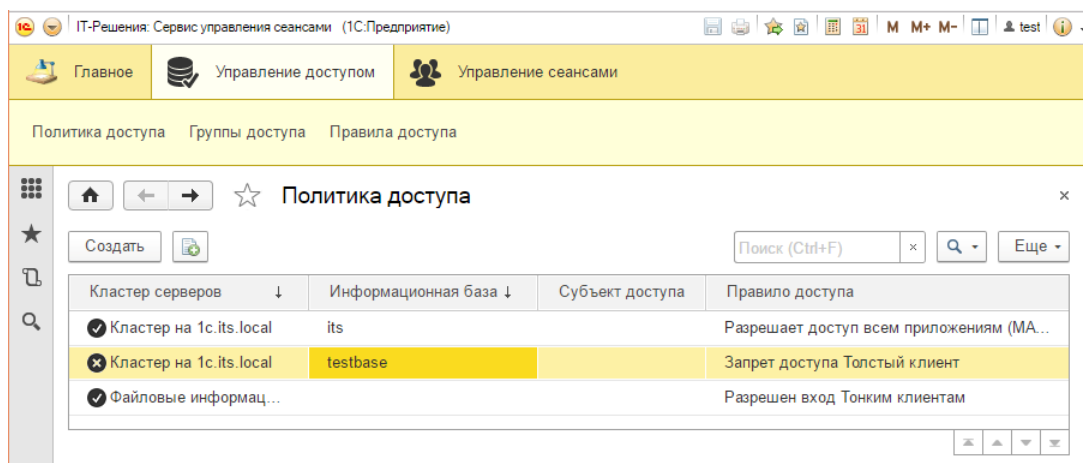 1С IT-Решения: Сервис управления сеансами (1С:Предприятие) 31 M M+ M- test
Главное Управление доступом Управление сеансами
Политика доступа Группы доступа Правила доступа
Политика доступа
Создать Поиск (Ctrl+F) Еще
Кластер серверов ↓ Информационная база ↓ Субъект доступа Правило доступа
Кластер на 1c.its.local its Разрешает доступ всем приложениям (МА...
Кластер на 1c.its.local testbase Запрет доступа Толстый клиент
Файловые информац... Разрешен вход Тонким клиентам